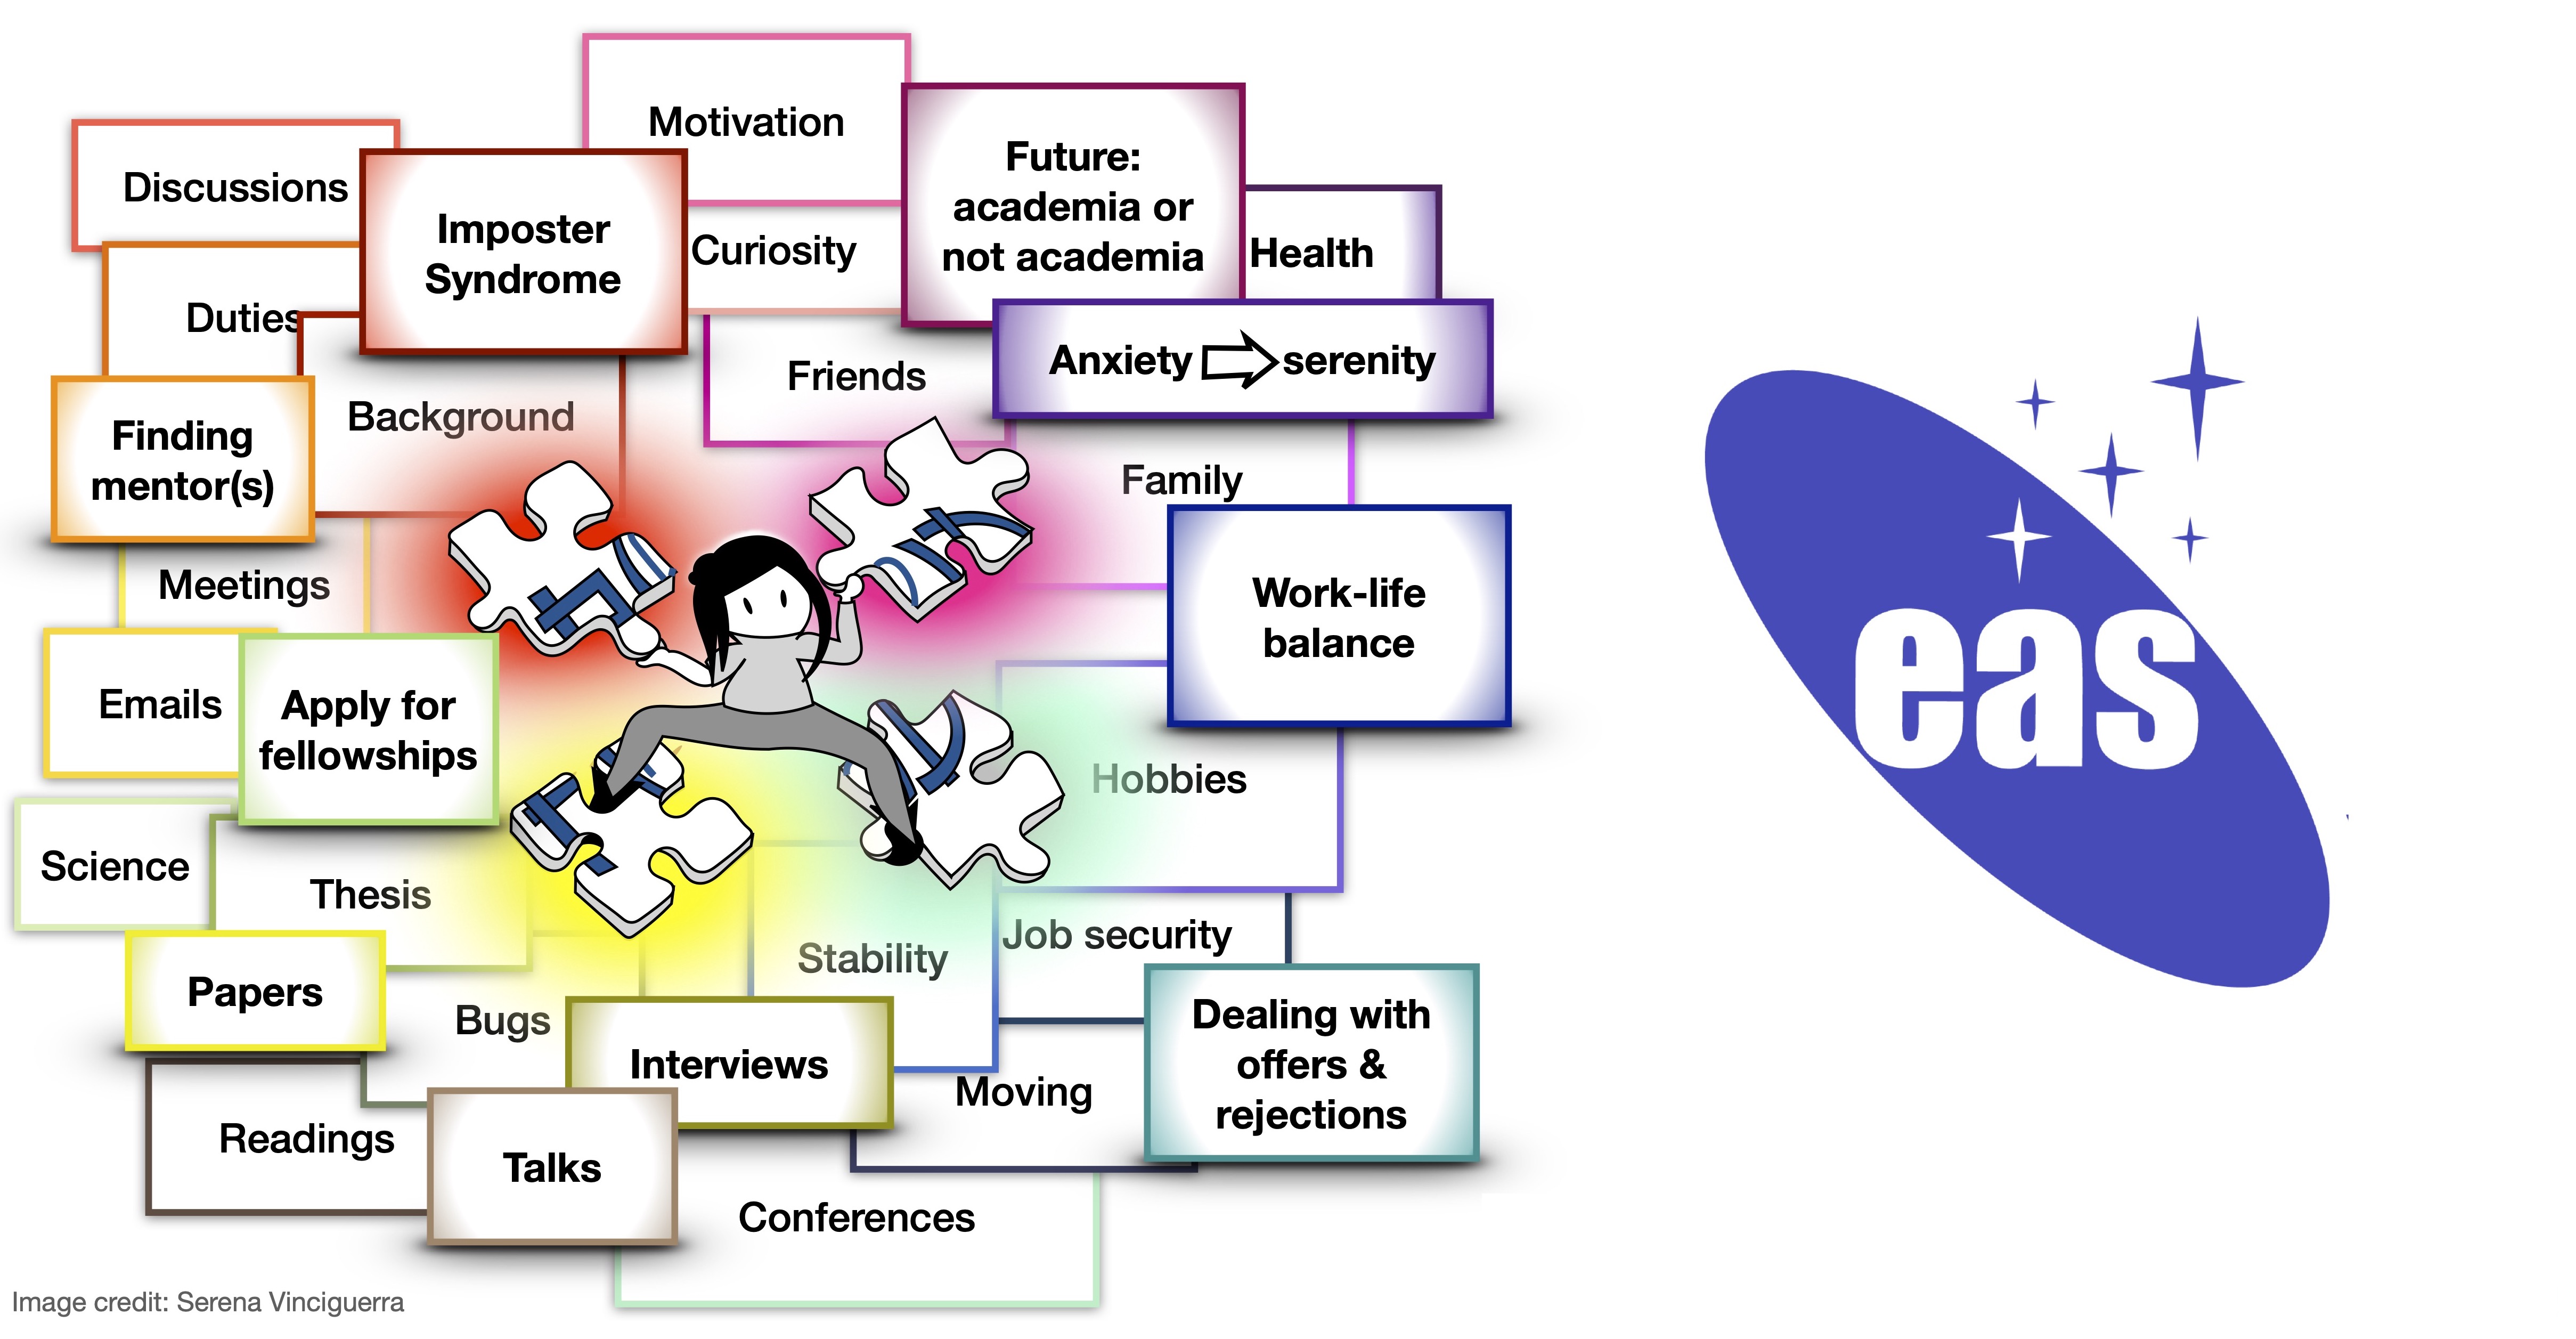 Motivation
Discussions
Imposter
Syndrome
Future:
academia or
not academia
Curiosity
Health
Duties
Friends
Anxiety serenity
Finding
mentor(s)
Background
Family
Meetings
Work-life
balance
Emails
Apply for
fellowships
Hobbies
Science
Thesis
Stability
Job security
Papers
Bugs
Interviews
Moving
Dealing with
offers &
rejections
Readings
Talks
Conferences
Image credit: Serena Vinciguerra
eas